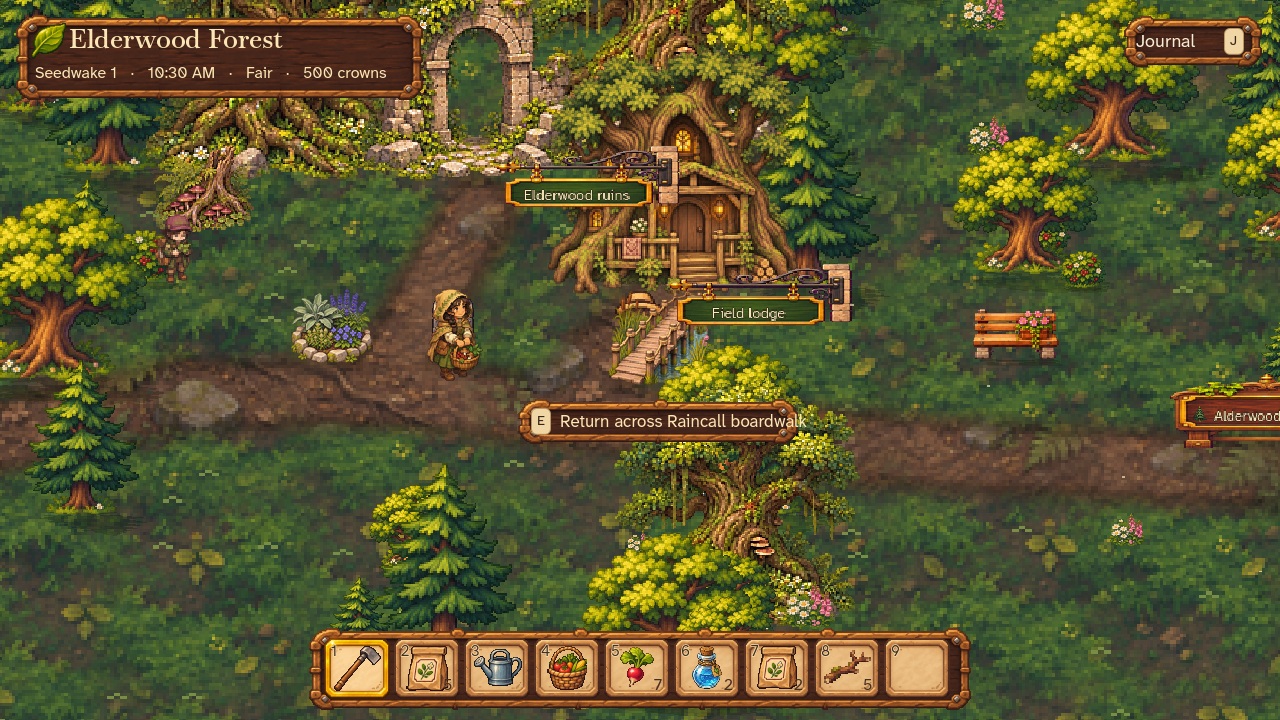 Elderwood Forest
Seedwake 1 · 10:30 AM · Fair · 500 crowns
Journal J
Elderwood ruins
Field lodge
Alderwood
E Return across Raincall boardwalk
1 2 3 4 5 6 7 8 9
5 7 2 2 5